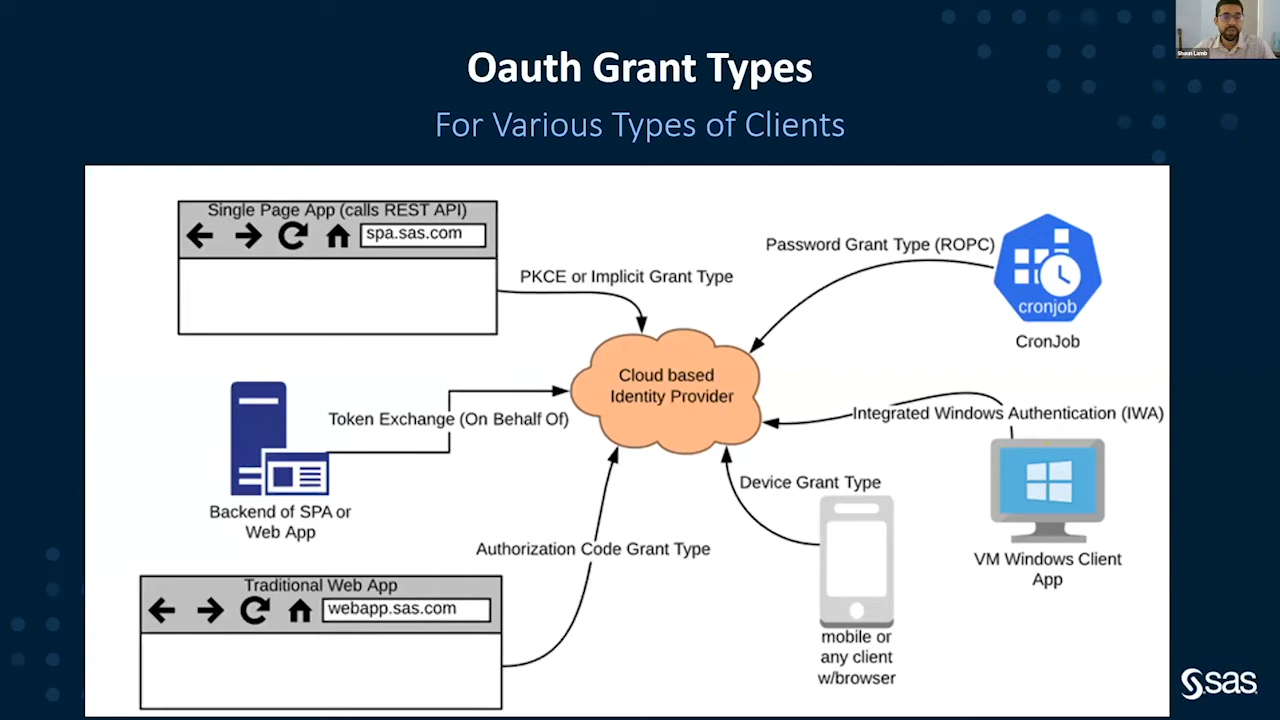 Shaun Lamb
Oauth Grant Types
For Various Types of Clients
Single Page App (calls REST API)
spa.sas.com
PKCE or Implicit Grant Type
Password Grant Type (ROPC)
cronjob
CronJob
Cloud based
Identity Provider
Token Exchange (On Behalf Of)
Backend of SPA or
Web App
Integrated Windows Authentication (IWA)
VM Windows Client
App
Device Grant Type
mobile or
any client
w/browser
Authorization Code Grant Type
Traditional Web App
webapp.sas.com
sas